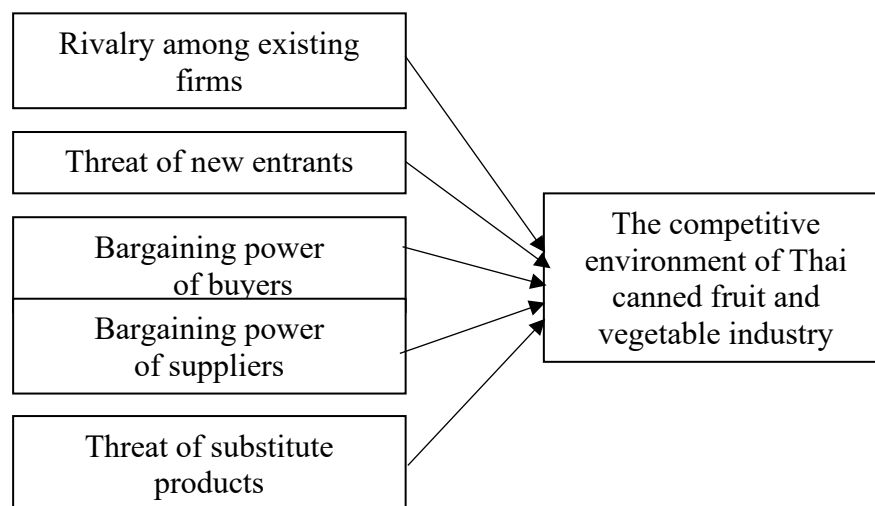 Rivalry among existing
firms
Threat of new entrants
Bargaining power
of buyers
Bargaining power
of suppliers
Threat of substitute
products
The competitive
environment of Thai
canned fruit and
vegetable industry